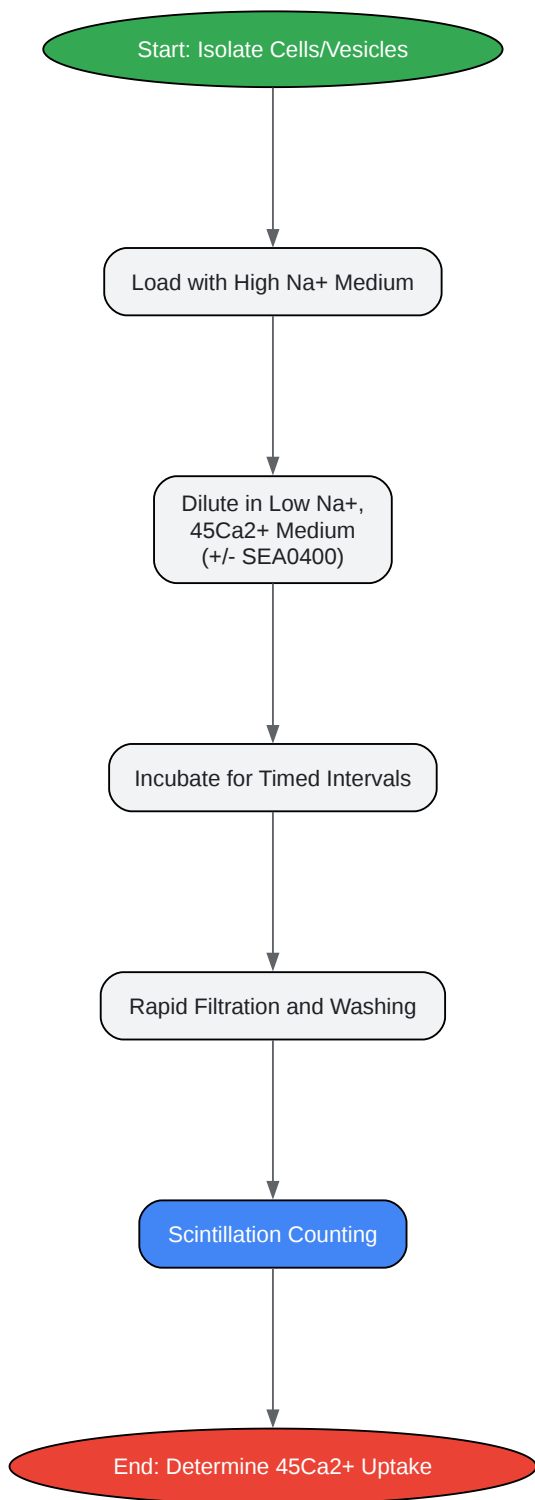 Start: Isolate Cells/Vesicles
Load with High Na+ Medium
Dilute in Low Na+,
45Ca2+ Medium
(+/- SEA0400)
Incubate for Timed Intervals
Rapid Filtration and Washing
Scintillation Counting
End: Determine 45Ca2+ Uptake